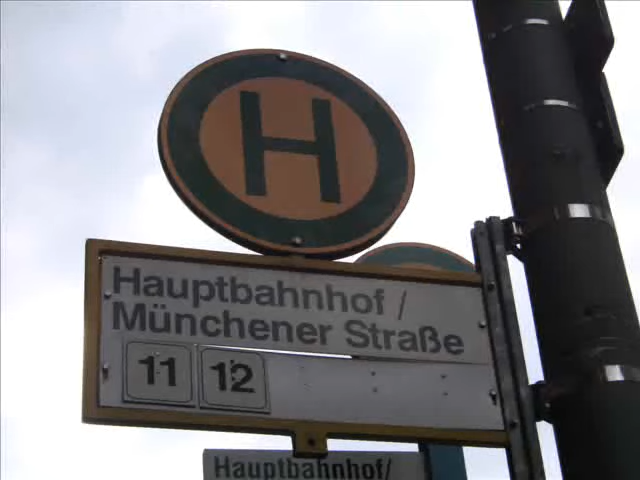 H
Hauptbahnhof /
Münchener Straße
11 12
Hauptbahnhof/